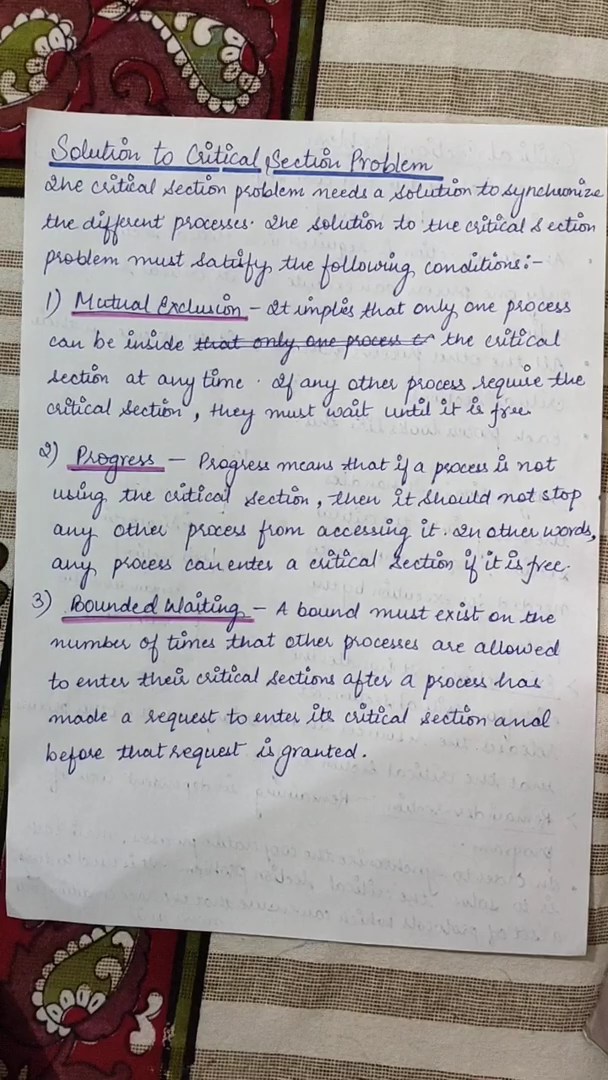 Solution to Critical Section Problem
The critical section problem needs a solution to synchronize
the different processes. The solution to the critical section
problem must satisfy the following conditions:-
1) Mutual Exclusion - It implies that only one process
can be inside that only one process c the critical
section at any time. If any other process require the
critical section, they must wait until it is free.
2) Progress - Progress means that if a process is not
using the critical section, then it should not stop
any other process from accessing it. In other words,
any process can enter a critical section if it is free.
3) Bounded Waiting - A bound must exist on the
number of times that other processes are allowed
to enter their critical sections after a process has
made a request to enter its critical section and
before that request is granted.